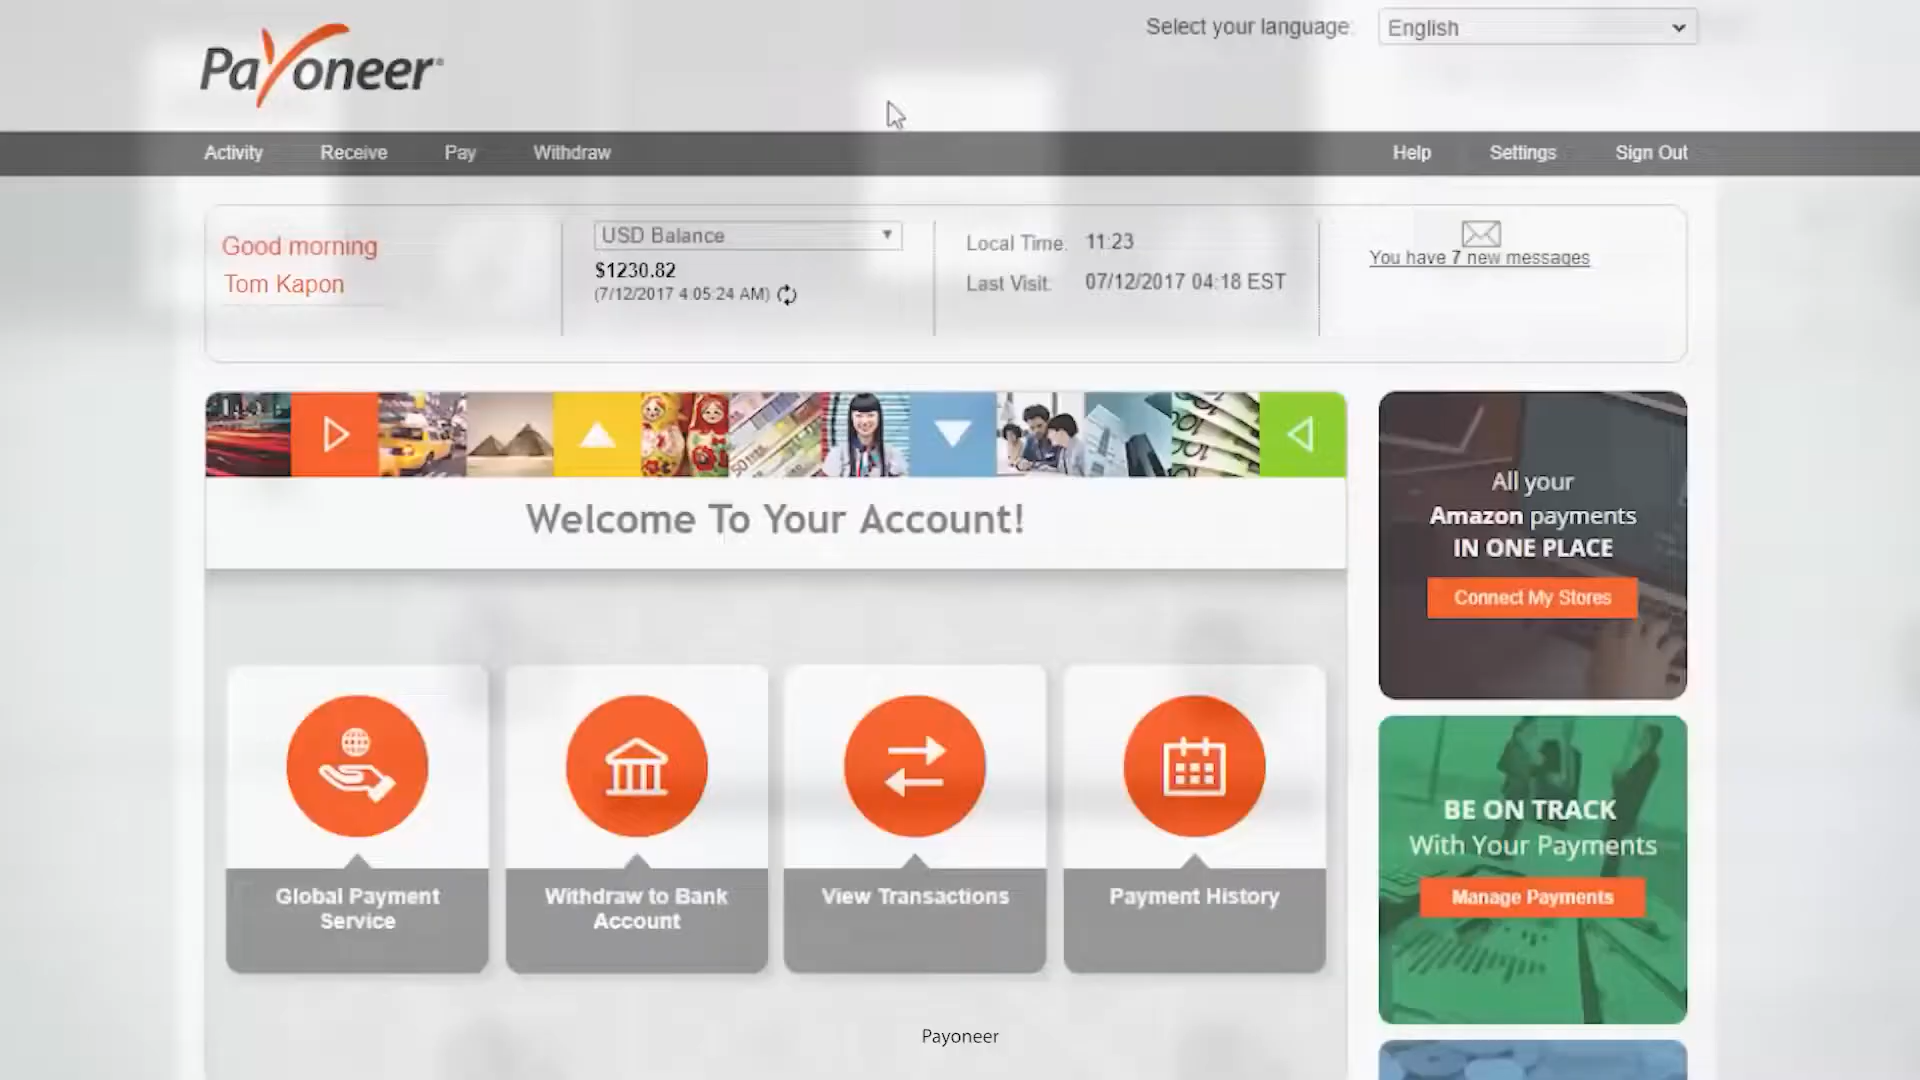 Payoneer
Select your language:
English
Activity
Receive
Pay
Withdraw
Help
Settings
Sign Out
Good morning
Tom Kapon
USD Balance
$1230.82
(7/12/2017 4:05:24 AM)
Local Time: 11:23
Last Visit: 07/12/2017 04:18 EST
You have 7 new messages
Welcome To Your Account!
All your
Amazon payments
IN ONE PLACE
Connect My Stores
Global Payment
Service
Withdraw to Bank
Account
View Transactions
Payment History
BE ON TRACK
With Your Payments
Manage Payments
Payoneer